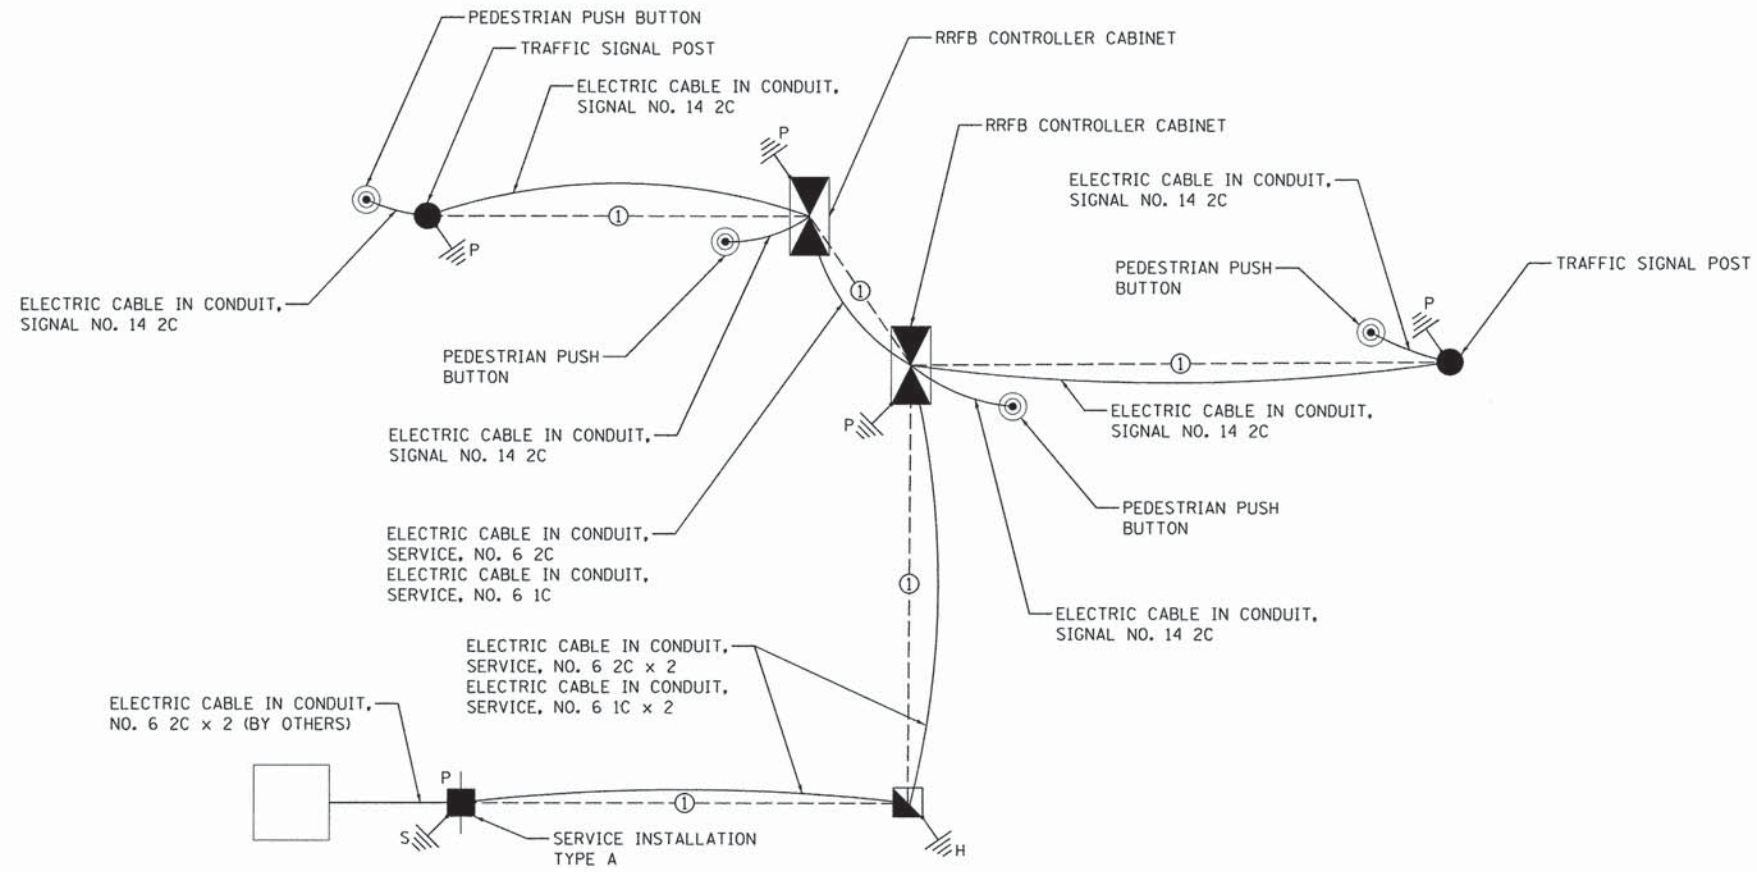 PEDESTRIAN PUSH BUTTON
TRAFFIC SIGNAL POST
ELECTRIC CABLE IN CONDUIT,
SIGNAL NO. 14 2C
RRFB CONTROLLER CABINET
P
RRFB CONTROLLER CABINET
ELECTRIC CABLE IN CONDUIT,
SIGNAL NO. 14 2C
1
P
PEDESTRIAN PUSH
BUTTON
TRAFFIC SIGNAL POST
ELECTRIC CABLE IN CONDUIT,
SIGNAL NO. 14 2C
1
P
PEDESTRIAN PUSH
BUTTON
1
ELECTRIC CABLE IN CONDUIT,
SIGNAL NO. 14 2C
P
ELECTRIC CABLE IN CONDUIT,
SIGNAL NO. 14 2C
PEDESTRIAN PUSH
BUTTON
ELECTRIC CABLE IN CONDUIT,
SERVICE, NO. 6 2C
ELECTRIC CABLE IN CONDUIT,
SERVICE, NO. 6 1C
1
ELECTRIC CABLE IN CONDUIT,
SIGNAL NO. 14 2C
ELECTRIC CABLE IN CONDUIT,
SERVICE, NO. 6 2C x 2
ELECTRIC CABLE IN CONDUIT,
SERVICE, NO. 6 1C x 2
ELECTRIC CABLE IN CONDUIT,
NO. 6 2C x 2 (BY OTHERS)
P
1
S
SERVICE INSTALLATION
TYPE A
H